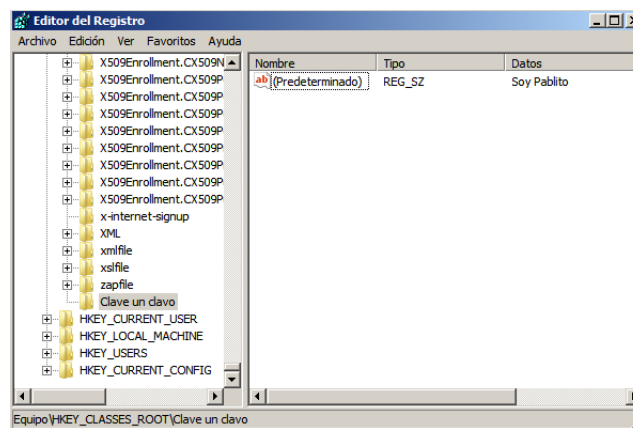 Editor del Registro
Archivo Edición Ver Favoritos Ayuda
X509Enrollment.CX509N
X509Enrollment.CX509P
X509Enrollment.CX509P
X509Enrollment.CX509P
X509Enrollment.CX509P
X509Enrollment.CX509P
X509Enrollment.CX509P
X509Enrollment.CX509P
X509Enrollment.CX509P
x-internet-signup
XML
xmlfile
xslfile
zapfile
Clave un clavo
HKEY_CURRENT_USER
HKEY_LOCAL_MACHINE
HKEY_USERS
HKEY_CURRENT_CONFIG
Nombre Tipo Datos
ab (Predeterminado) REG_SZ Soy Pablito
Equipo\HKEY_CLASSES_ROOT\Clave un clavo